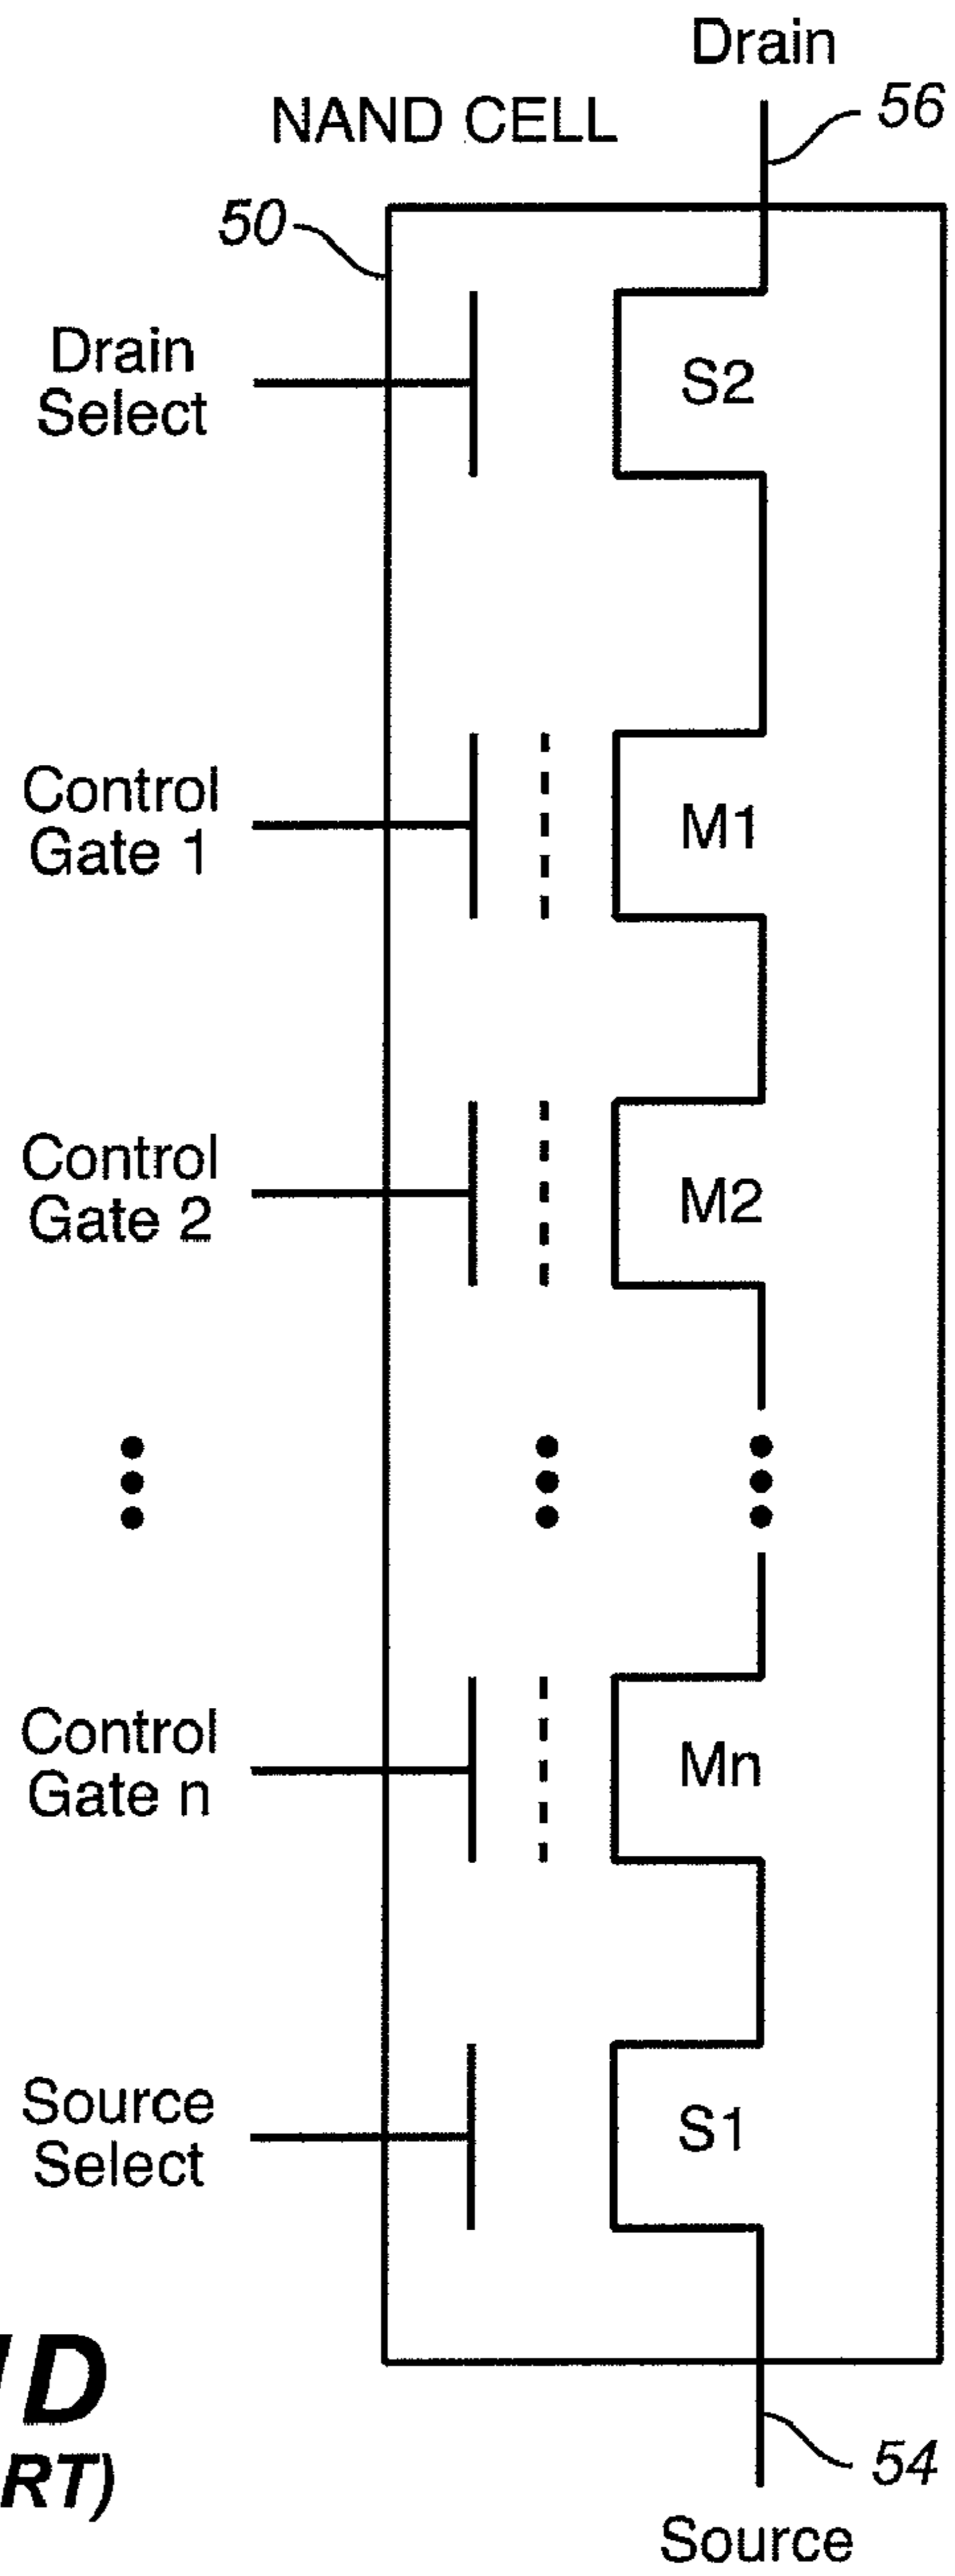 Drain
NAND CELL
56
50
Drain
Select
S2
Control
Gate 1
M1
Control
Gate 2
M2
Control
Gate n
Mn
Source
Select
S1
D
RT)
54
Source